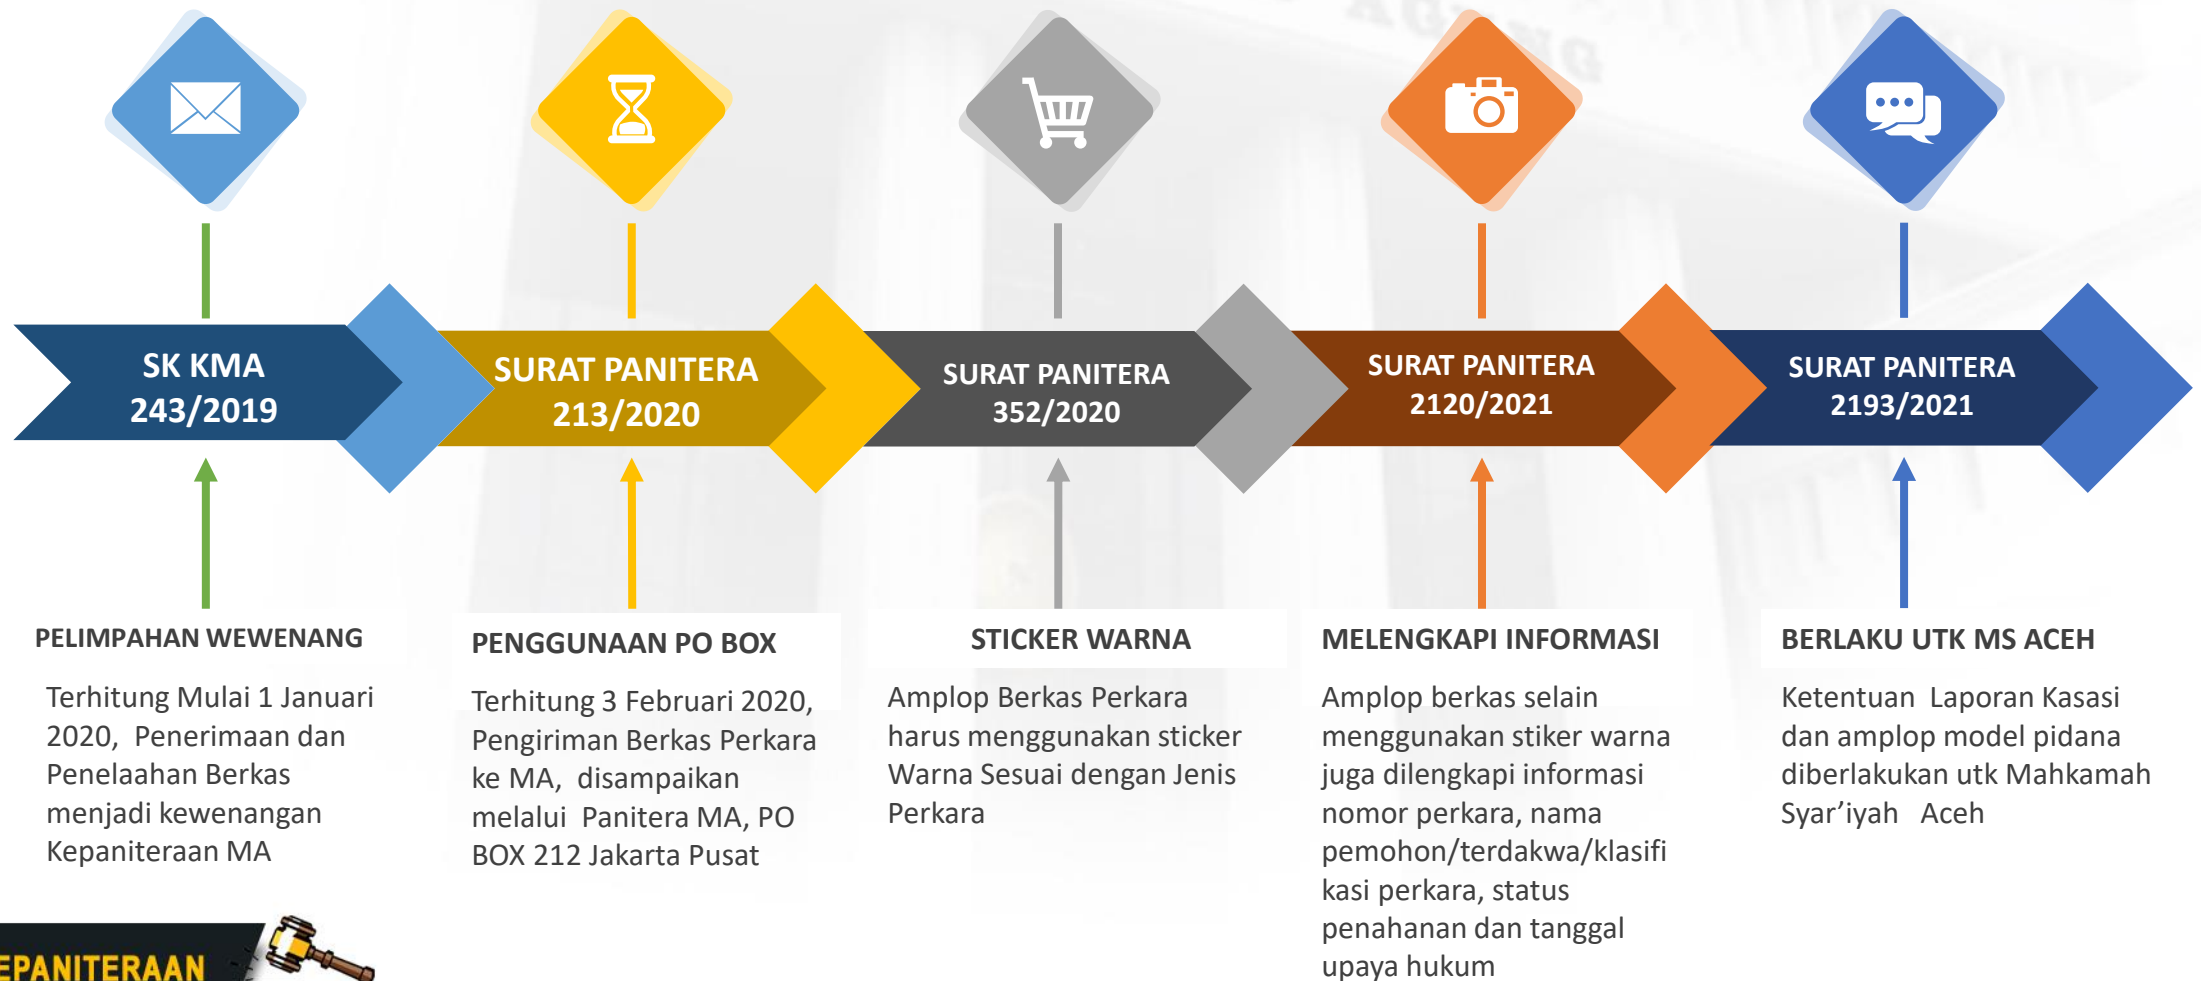 SK KMA
243/2019
SURAT PANITERA
213/2020
SURAT PANITERA
352/2020
SURAT PANITERA
2120/2021
SURAT PANITERA
2193/2021
PELIMPAHAN WEWENANG
Terhitung Mulai 1 Januari
2020, Penerimaan dan
Penelaahan Berkas
menjadi kewenangan
Kepaniteraan MA
PENGGUNAAN PO BOX
Terhitung 3 Februari 2020,
Pengiriman Berkas Perkara
ke MA, disampaikan
melalui Panitera MA, PO
BOX 212 Jakarta Pusat
STICKER WARNA
Amplop Berkas Perkara
harus menggunakan sticker
Warna Sesuai dengan Jenis
Perkara
MELENGKAPI INFORMASI
Amplop berkas selain
menggunakan stiker warna
juga dilengkapi informasi
nomor perkara, nama
pemohon/terdakwa/klasifi
kasi perkara, status
penahanan dan tanggal
upaya hukum
BERLAKU UTK MS ACEH
Ketentuan Laporan Kasasi
dan amplop model pidana
diberlakukan utk Mahkamah
Syar’iyah Aceh
EPANITERAAN